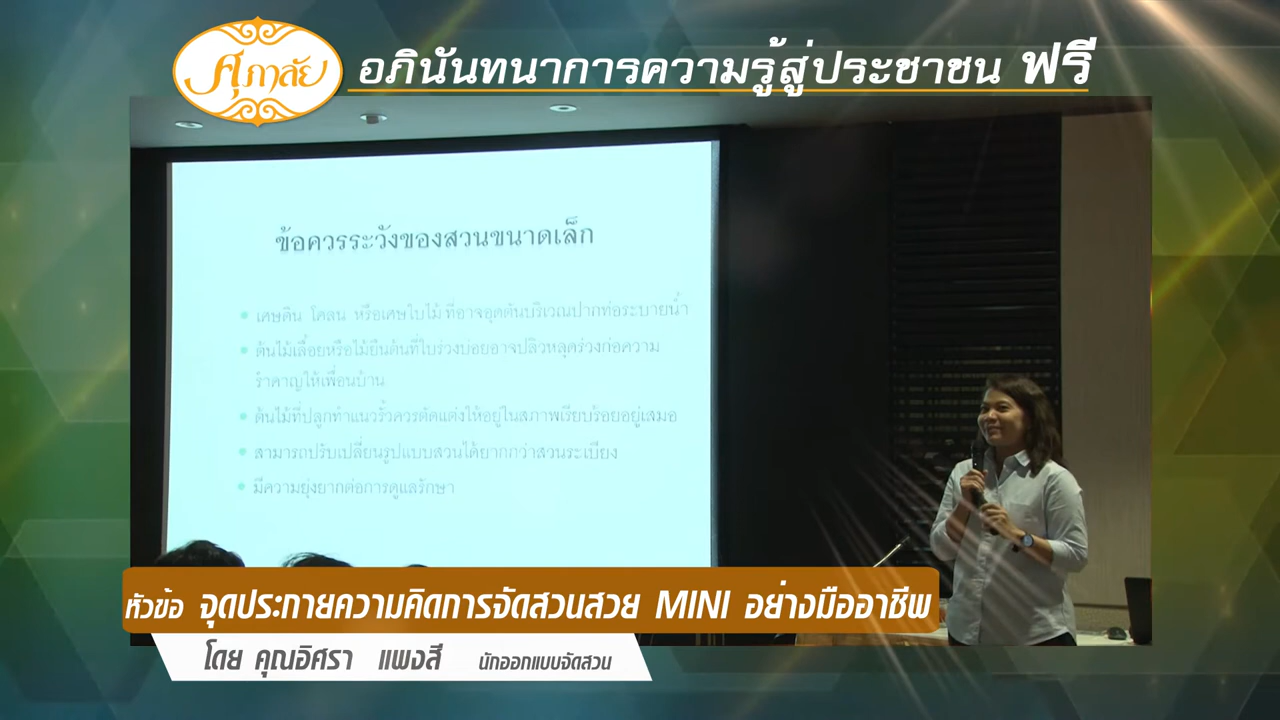 ศุภาลัย
อภินันทนาการความรู้สู่ประชาชน ฟรี
ข้อควรระวังของสวนขนาดเล็ก
เศษดิน โคลน หรือเศษใบไม้ ที่อาจอุดตันบริเวณปากท่อระบายน้ำ
ต้นไม้เลื้อยหรือไม้ยืนต้นที่ใบร่วงบ่อยอาจปลิวหลุดร่วงก่อความ
รำคาญให้เพื่อนบ้าน
ต้นไม้ที่ปลูกทำแนวรั้วควรตัดแต่งให้อยู่ในสภาพเรียบร้อยอยู่เสมอ
สามารถปรับเปลี่ยนรูปแบบสวนได้ยากกว่าสวนระเบียง
มีความยุ่งยากต่อการดูแลรักษา
หัวข้อ จุดประกายความคิดการจัดสวนสวย MINI อย่างมืออาชีพ
โดย คุณอิศรา แพงสี นักออกแบบจัดสวน